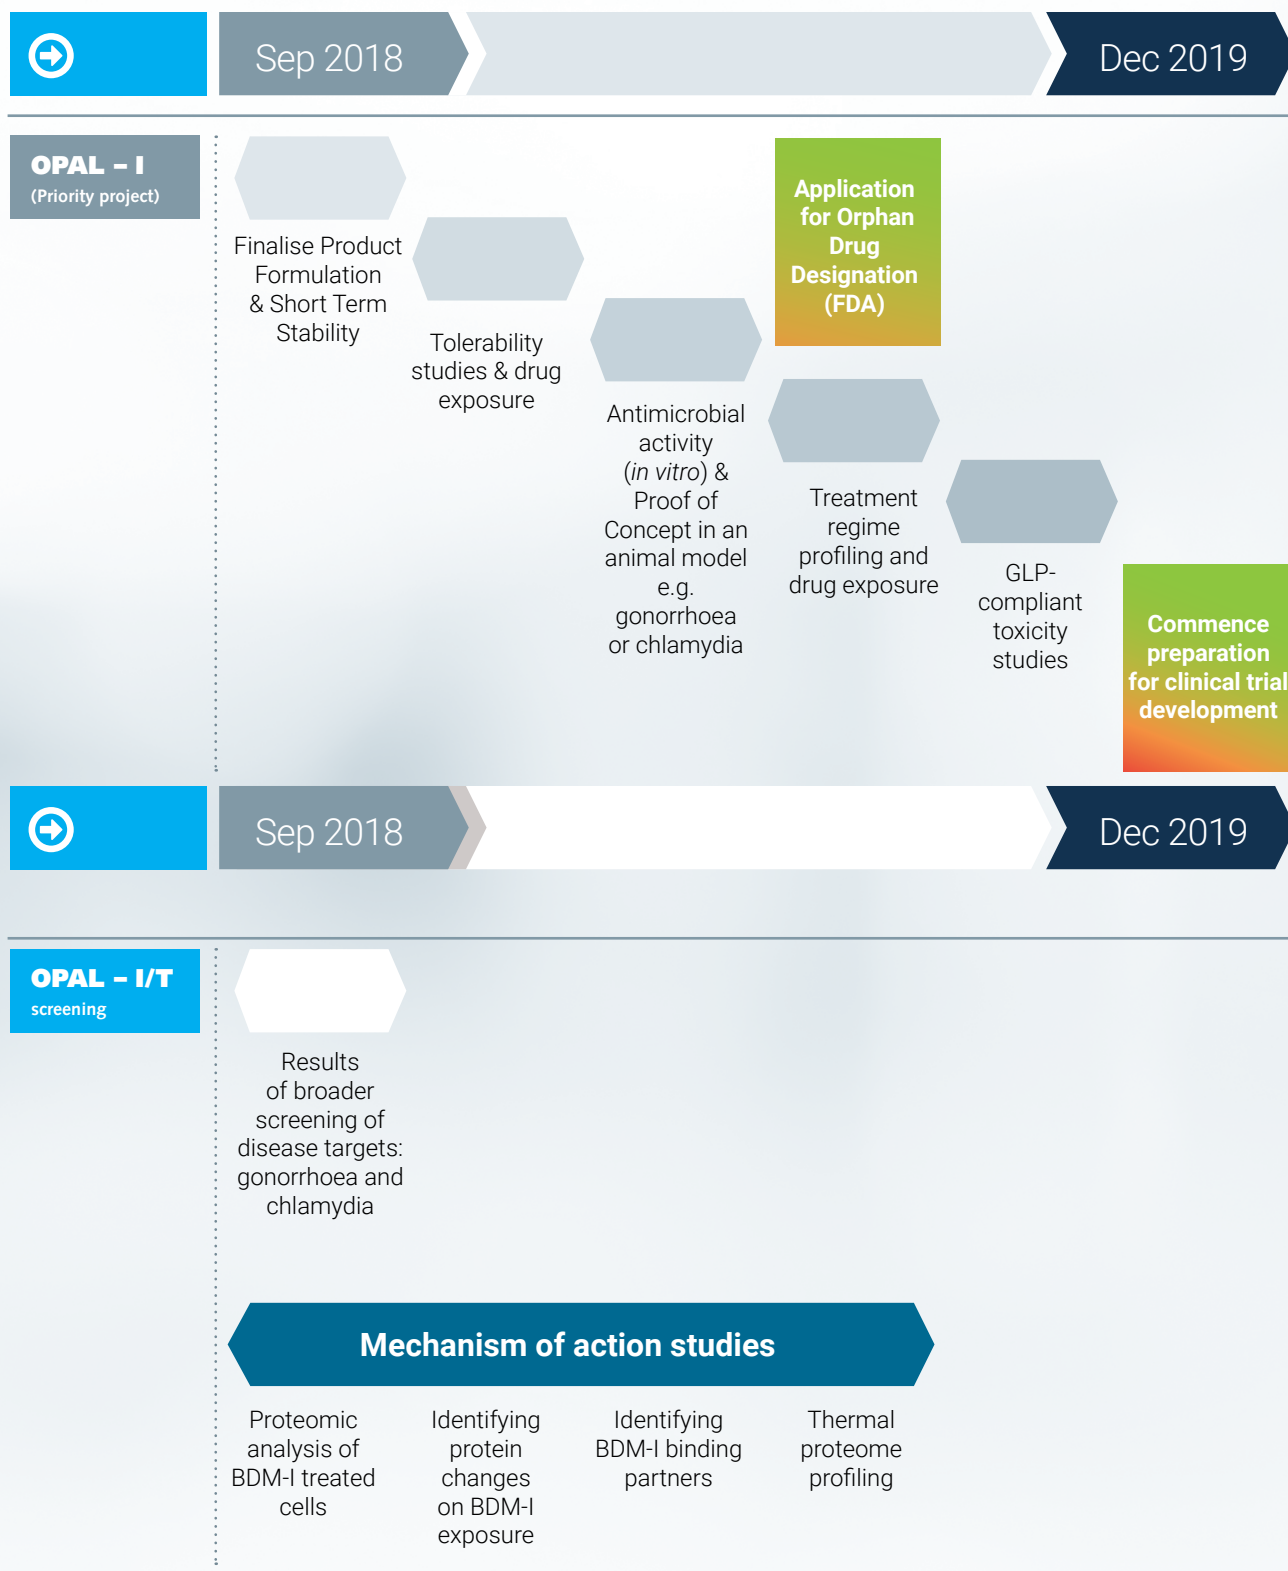 Sep 2018
Dec 2019
OPAL – I
(Priority project)
Finalise Product
Formulation
& Short Term
Stability
Tolerability
studies & drug
exposure
Antimicrobial
activity
(in vitro) &
Proof of
Concept in an
animal model
e.g.
gonorrhoea
or chlamydia
Application
for Orphan
Drug
Designation
(FDA)
Treatment
regime
profiling and
drug exposure
GLP-
compliant
toxicity
studies
Commence
preparation
for clinical trial
development
Sep 2018
Dec 2019
OPAL – I/T
screening
Results
of broader
screening of
disease targets:
gonorrhoea and
chlamydia
Mechanism of action studies
Proteomic
analysis of
BDM-I treated
cells
Identifying
protein
changes
on BDM-I
exposure
Identifying
BDM-I binding
partners
Thermal
proteome
profiling